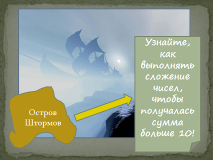 Остров
Штормов
Узнайте,
как
выполнять
сложение
чисел,
чтобы
получалась
сумма
больше 10!